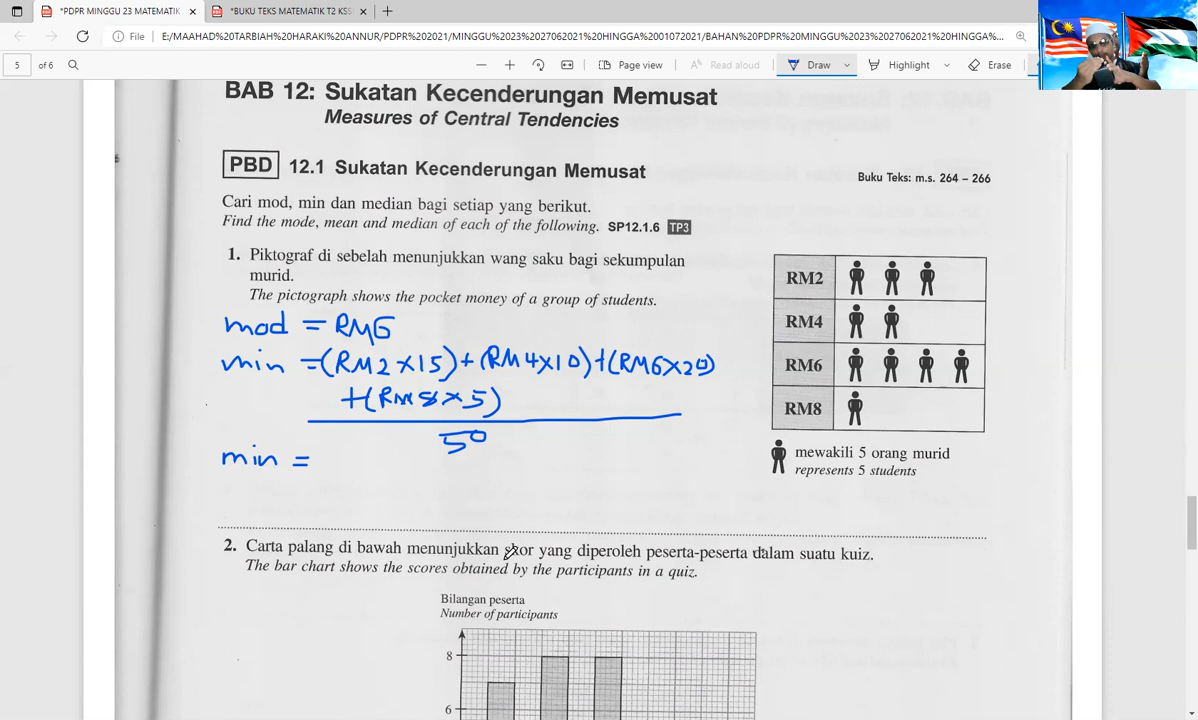 *PDPR MINGGU 23 MATEMATIK
*BUKU TEKS MATEMATIK T2 KSS
File
E:/MAAHAD%20TARBIAH%20HARAKI%20ANNUR/PDPR%202021/MINGGU%2023%2027062021%20HINGGA%2001072021/BAHAN%20PDPR%20MINGGU%2023%2027062021%20HINGGA%...
5 of 6
Page view
Read aloud
Draw
Highlight
Erase
BAB 12: Sukatan Kecenderungan Memusat
Measures of Central Tendencies
PBD 12.1 Sukatan Kecenderungan Memusat
Buku Teks: m.s. 264 – 266
Cari mod, min dan median bagi setiap yang berikut.
Find the mode, mean and median of each of the following. SP12.1.6 TP3
1. Piktograf di sebelah menunjukkan wang saku bagi sekumpulan
murid.
The pictograph shows the pocket money of a group of students.
mod = RM6
min = (RM2×15)+(RM4×10)+(RM6×20)
+(RM8×5)
50
min =
RM2
RM4
RM6
RM8
mewakili 5 orang murid
represents 5 students
2. Carta palang di bawah menunjukkan skor yang diperoleh peserta-peserta dalam suatu kuiz.
The bar chart shows the scores obtained by the participants in a quiz.
Bilangan peserta
Number of participants
8
6